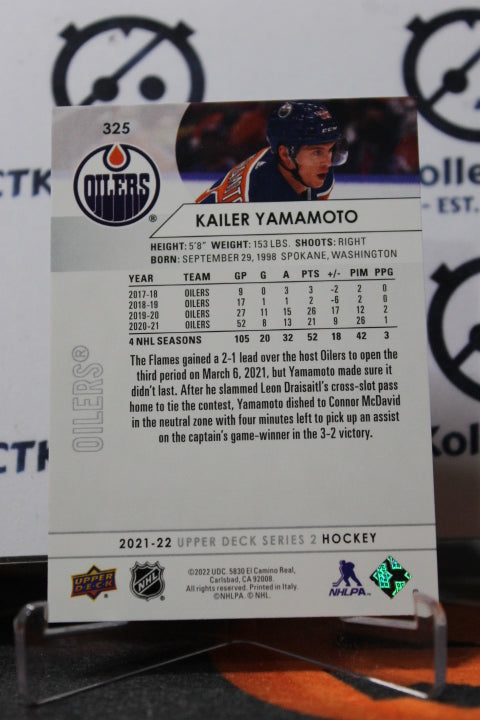 325
OILERS
®
KAILER YAMAMOTO
HEIGHT: 5'8" WEIGHT: 153 LBS. SHOOTS: RIGHT
BORN: SEPTEMBER 29, 1998 SPOKANE, WASHINGTON
YEAR TEAM GP G A PTS +/- PIM PPG
2017-18 OILERS 9 0 3 3 -2 2 0
2018-19 OILERS 17 1 1 2 -6 2 0
2019-20 OILERS 27 11 15 26 17 12 2
2020-21 OILERS 52 8 13 21 9 26 1
4 NHL SEASONS 105 20 32 52 18 42 3
The Flames gained a 2-1 lead over the host Oilers to open the
third period on March 6, 2021, but Yamamoto made sure it
didn't last. After he slammed Leon Draisaitl's cross-slot pass
home to tie the contest, Yamamoto dished to Connor McDavid
in the neutral zone with four minutes left to pick up an assist
on the captain's game-winner in the 3-2 victory.
OILERS®
2021-22 UPPER DECK SERIES 2 HOCKEY
UPPER
DECK
NHL
©2022 UDC. 5830 El Camino Real,
Carlsbad, CA 92008.
All rights reserved. Printed in Italy.
©NHLPA. © NHL.
NHLPA
CTK
olle
- EST.
CTK
Koll